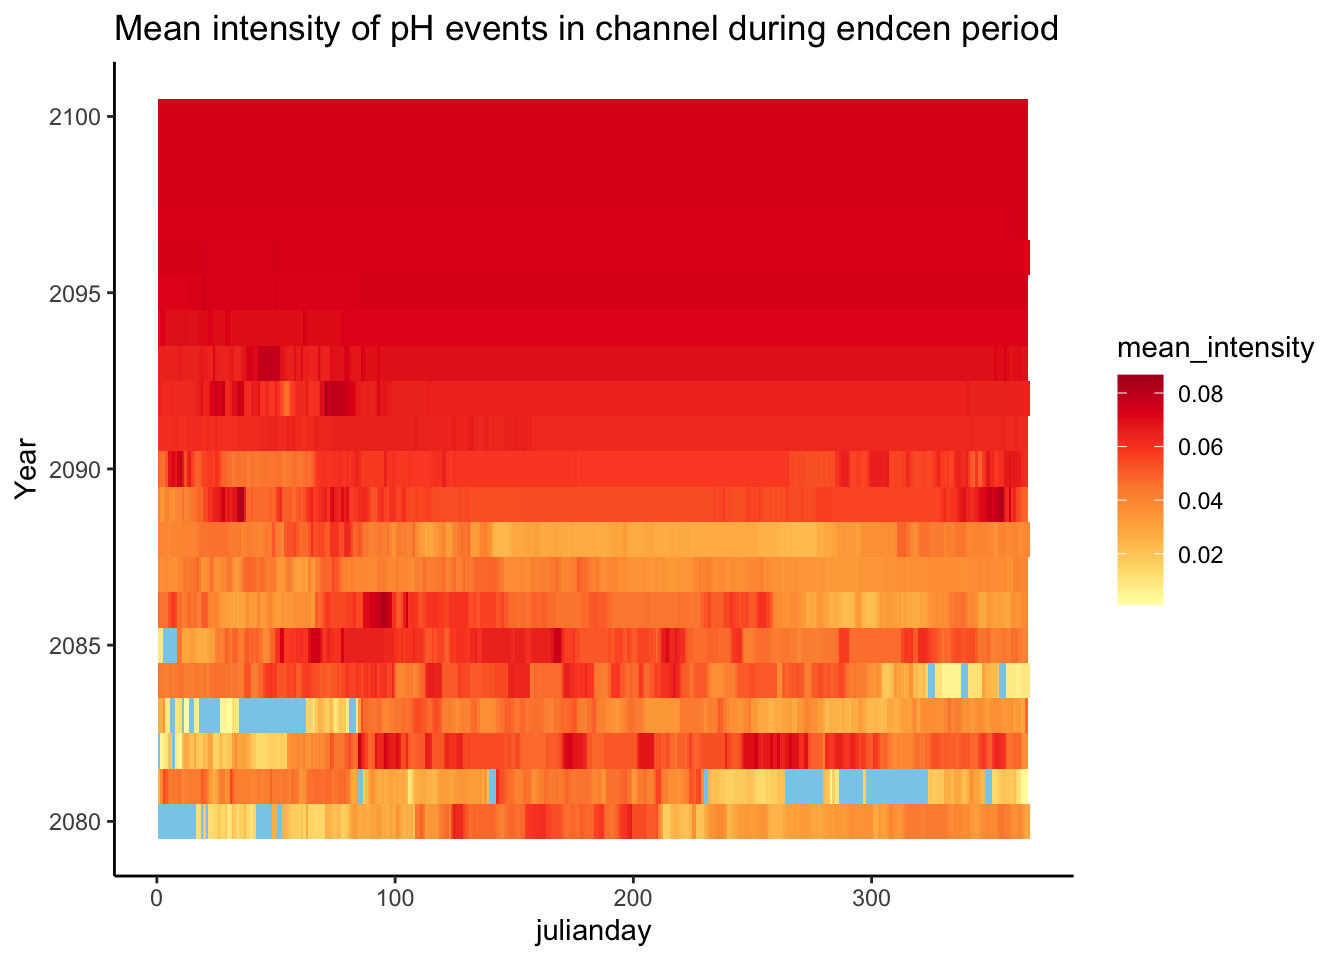 Mean intensity of pH events in channel during endcen period
2100
2095
2090
2085
2080
Year
0 100 200 300
julianday
mean_intensity
0.08
0.06
0.04
0.02